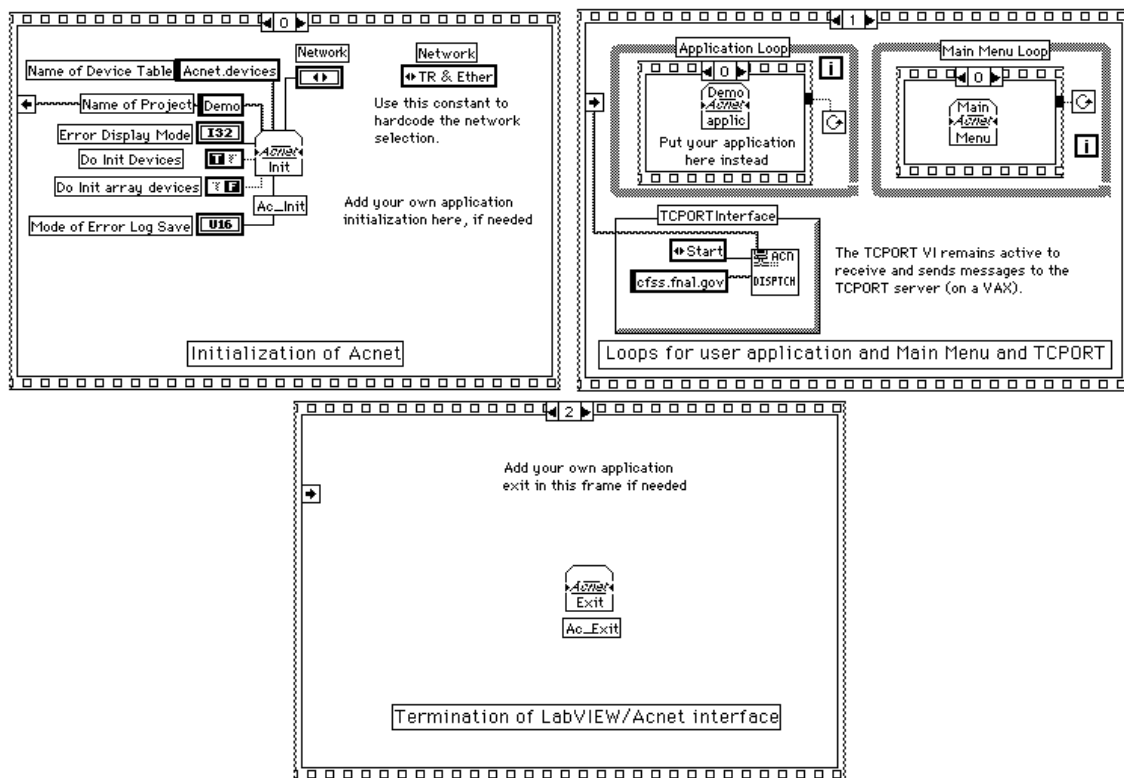 0
Network
Network
Name of Device Table
Acnet.devices
TR & Ether
Name of Project
Demo
Use this constant to
hardcode the network
selection.
Error Display Mode
I32
Acnet
Init
Do Init Devices
T F
Do Init array devices
T F
Ac_Init
Add your own application
initialization here, if needed
Mode of Error Log Save
U16
Initialization of Acnet
1
Application Loop
Main Menu Loop
0
i
0
Demo
Acnet
applic
Main
Acnet
Menu
Put your application
here instead
i
TCPORT Interface
Start
ACN
cfss.fnal.gov
DISPTCH
The TCPORT VI remains active to
receive and sends messages to the
TCPORT server (on a VAX).
Loops for user application and Main Menu and TCPORT
2
Add your own application
exit in this frame if needed
Acnet
Exit
Ac_Exit
Termination of LabVIEW/Acnet interface